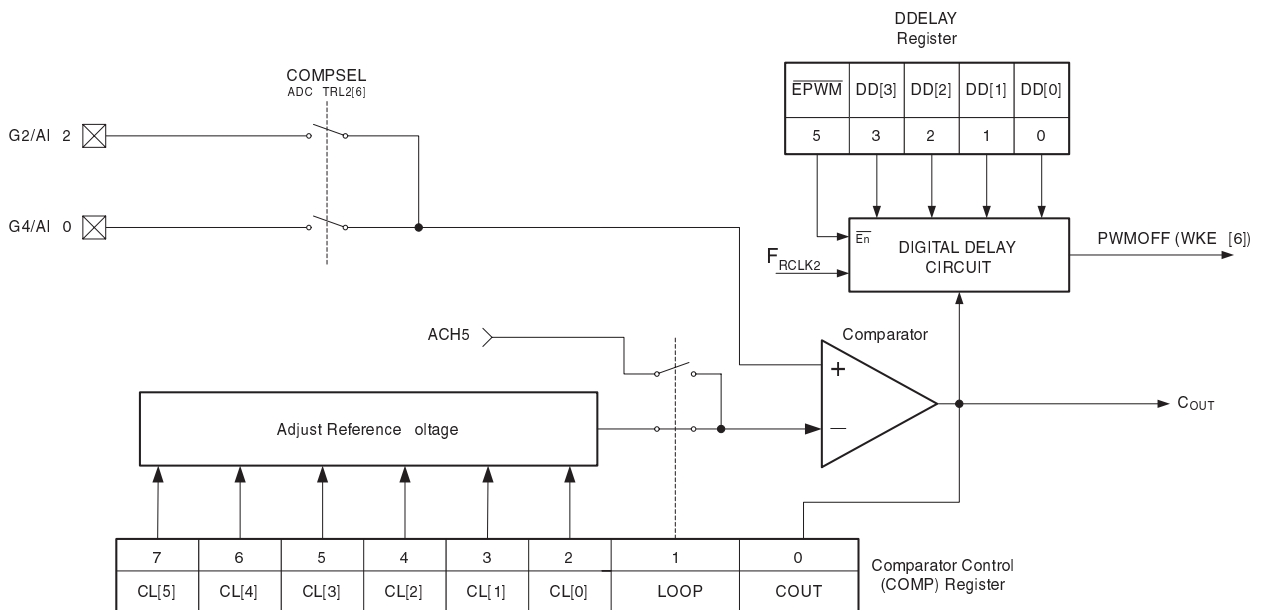 DDELAY
Register
COMPSEL
ADC TRL2[6]
EPWM DD[3] DD[2] DD[1] DD[0]
5 3 2 1 0
G2/AI 2
G4/AI 0
En
DIGITAL DELAY
CIRCUIT
PWMOFF (WKE [6])
FRCLK2
ACH5
Comparator
+
—
COUT
Adjust Reference oltage
7 6 5 4 3 2 1 0
CL[5] CL[4] CL[3] CL[2] CL[1] CL[0] LOOP COUT
Comparator Control
(COMP) Register